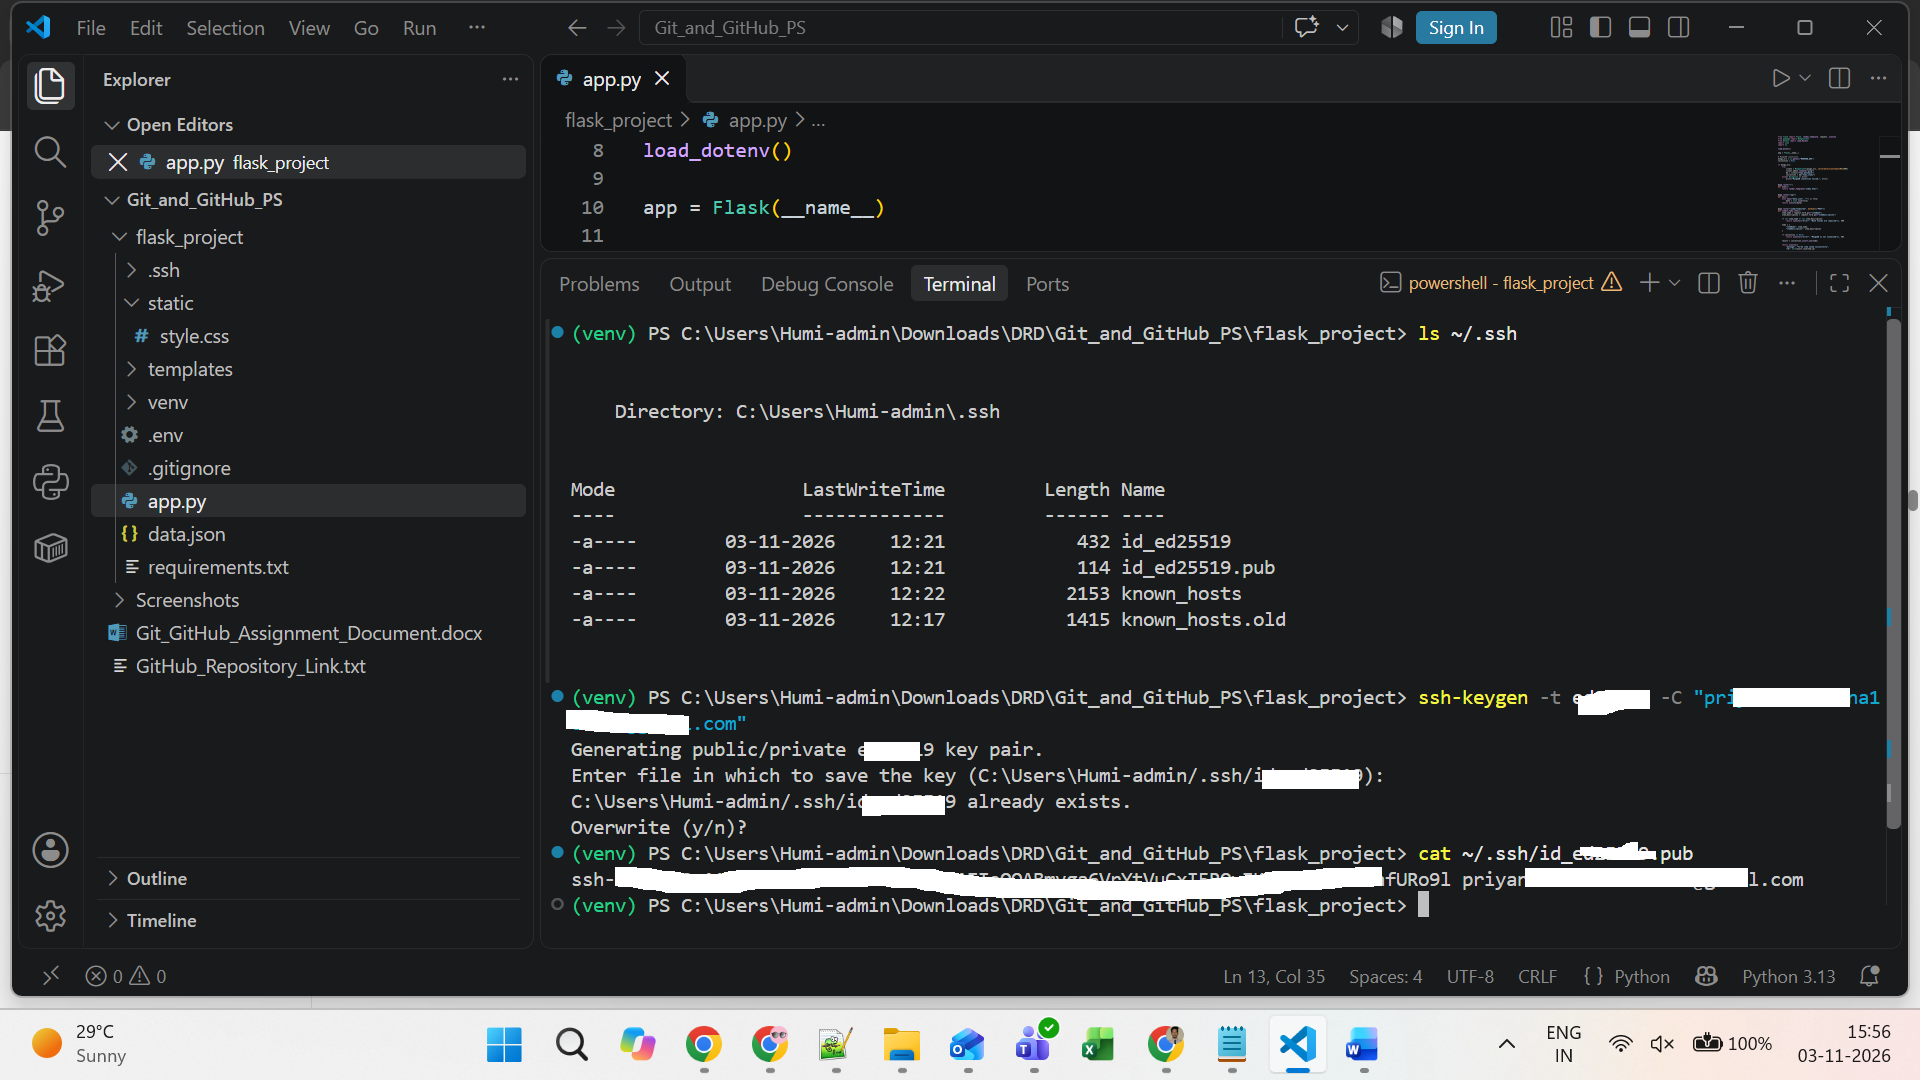 File Edit Selection View Go Run ···
Git_and_GitHub_PS
Sign In
Explorer
Open Editors
app.py flask_project
Git_and_GitHub_PS
flask_project
.ssh
static
style.css
templates
venv
.env
.gitignore
app.py
data.json
requirements.txt
Screenshots
Git_GitHub_Assignment_Document.docx
GitHub_Repository_Link.txt
Outline
Timeline
app.py
flask_project > app.py > ...
8 load_dotenv()
9
10 app = Flask(__name__)
11
Problems Output Debug Console Terminal Ports
powershell - flask_project
(venv) PS C:\Users\Humi-admin\Downloads\DRD\Git_and_GitHub_PS\flask_project> ls ~/.ssh
Directory: C:\Users\Humi-admin\.ssh
Mode LastWriteTime Length Name
---- ------------- ------ ----
-a---- 03-11-2026 12:21 432 id_ed25519
-a---- 03-11-2026 12:21 114 id_ed25519.pub
-a---- 03-11-2026 12:22 2153 known_hosts
-a---- 03-11-2026 12:17 1415 known_hosts.old
(venv) PS C:\Users\Humi-admin\Downloads\DRD\Git_and_GitHub_PS\flask_project> ssh-keygen -t -C "pri na1
.com"
Generating public/private e 9 key pair.
Enter file in which to save the key (C:\Users\Humi-admin/.ssh/i 9):
C:\Users\Humi-admin/.ssh/id 9 already exists.
Overwrite (y/n)?
(venv) PS C:\Users\Humi-admin\Downloads\DRD\Git_and_GitHub_PS\flask_project> cat ~/.ssh/id_ .pub
ssh- fURo9l priyan l.com
(venv) PS C:\Users\Humi-admin\Downloads\DRD\Git_and_GitHub_PS\flask_project>
0 0
Ln 13, Col 35 Spaces: 4 UTF-8 CRLF { } Python Python 3.13
29°C
Sunny
ENG
IN
100%
15:56
03-11-2026